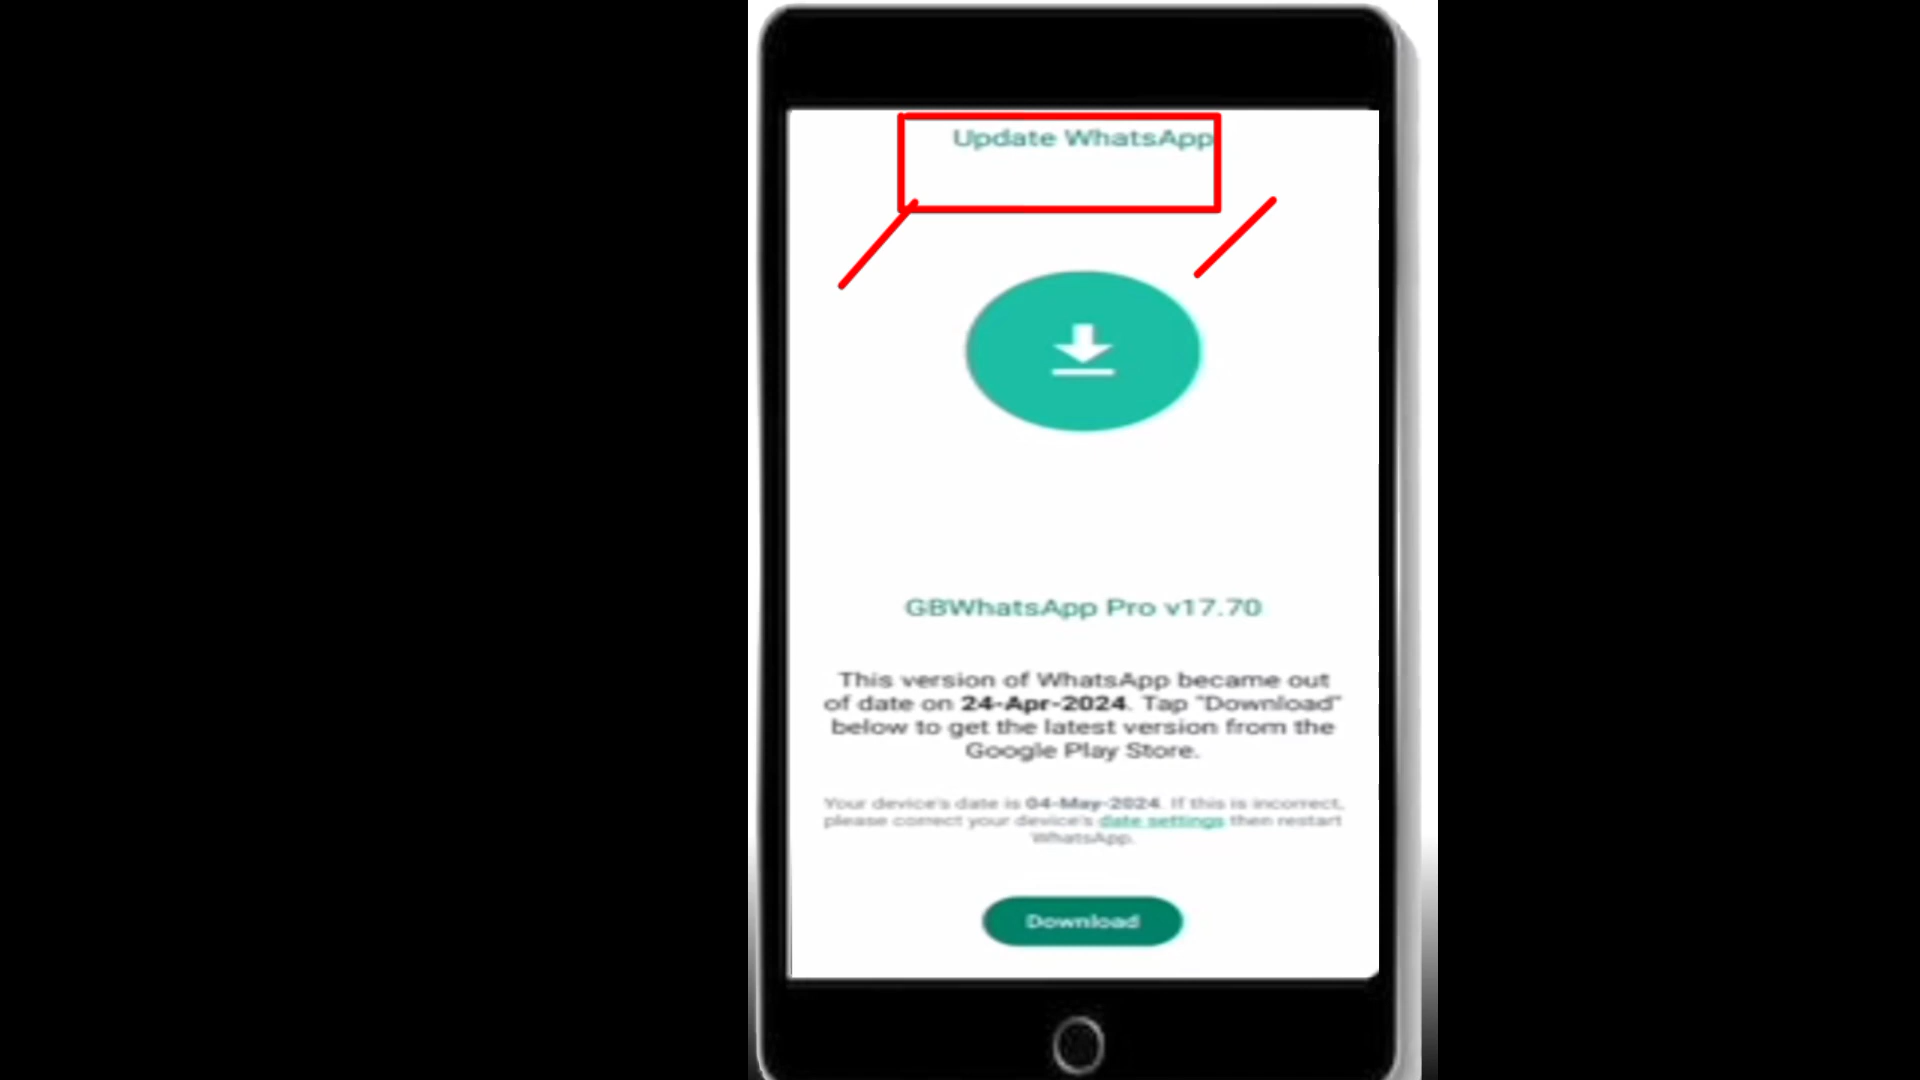 Update WhatsApp
GBWhatsApp Pro v17.70
This version of WhatsApp became out
of date on 24-Apr-2024. Tap "Download"
below to get the latest version from the
Google Play Store.
Your device's date is 04-May-2024. If this is incorrect,
please correct your device's date settings then restart
WhatsApp.
Download